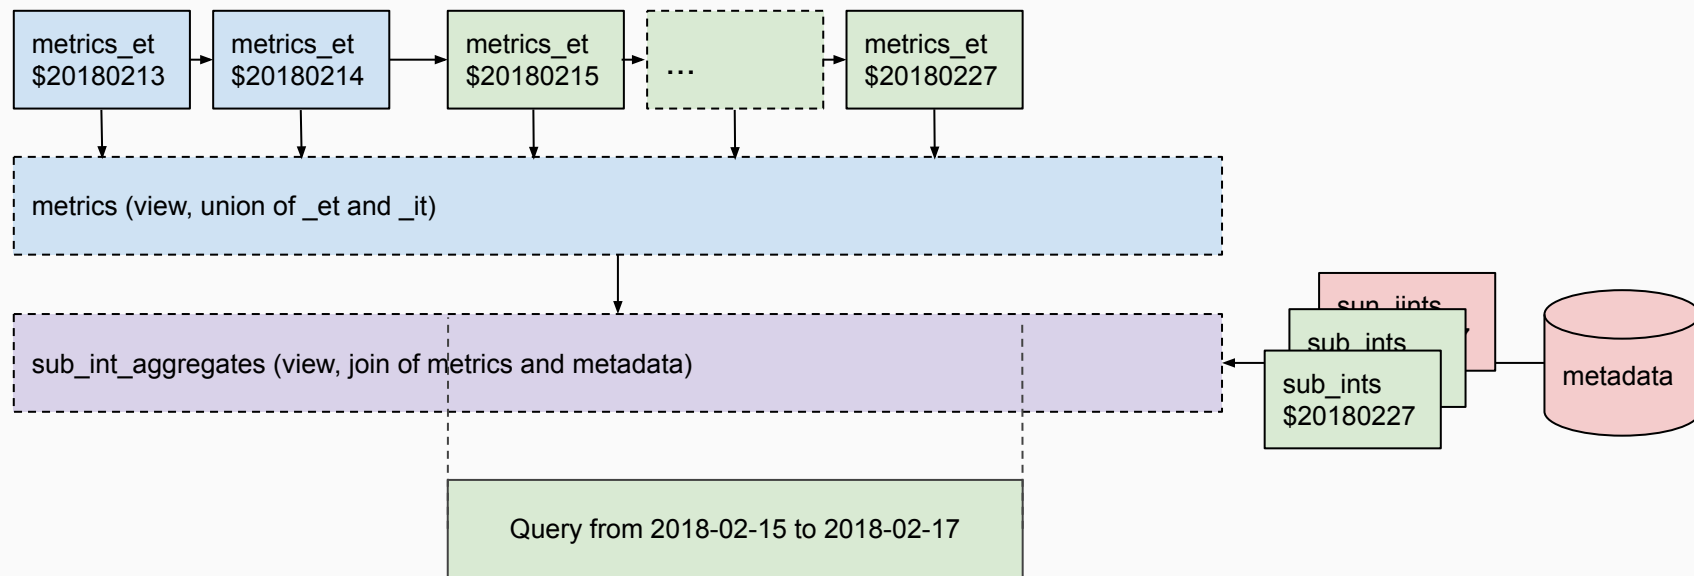 metrics_et
$20180213
metrics_et
$20180214
metrics_et
$20180215
...
metrics_et
$20180227
metrics (view, union of _et and _it)
sub_int_aggregates (view, join of metrics and metadata)
sub_ints
sub_ints
$20180227
metadata
Query from 2018-02-15 to 2018-02-17